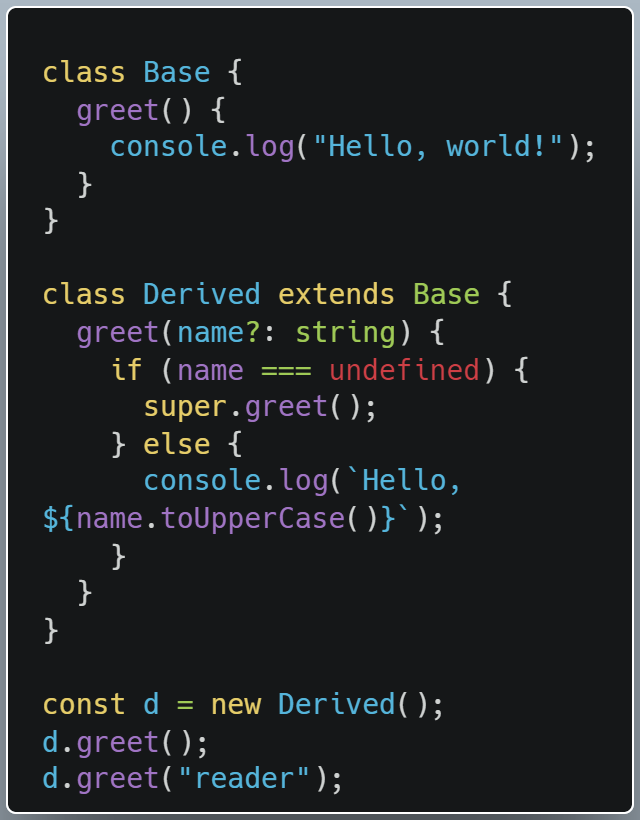 class Base {
  greet() {
    console.log("Hello, world!");
  }
}

class Derived extends Base {
  greet(name?: string) {
    if (name === undefined) {
      super.greet();
    } else {
      console.log(`Hello,
${name.toUpperCase()}`);
    }
  }
}

const d = new Derived();
d.greet();
d.greet("reader");